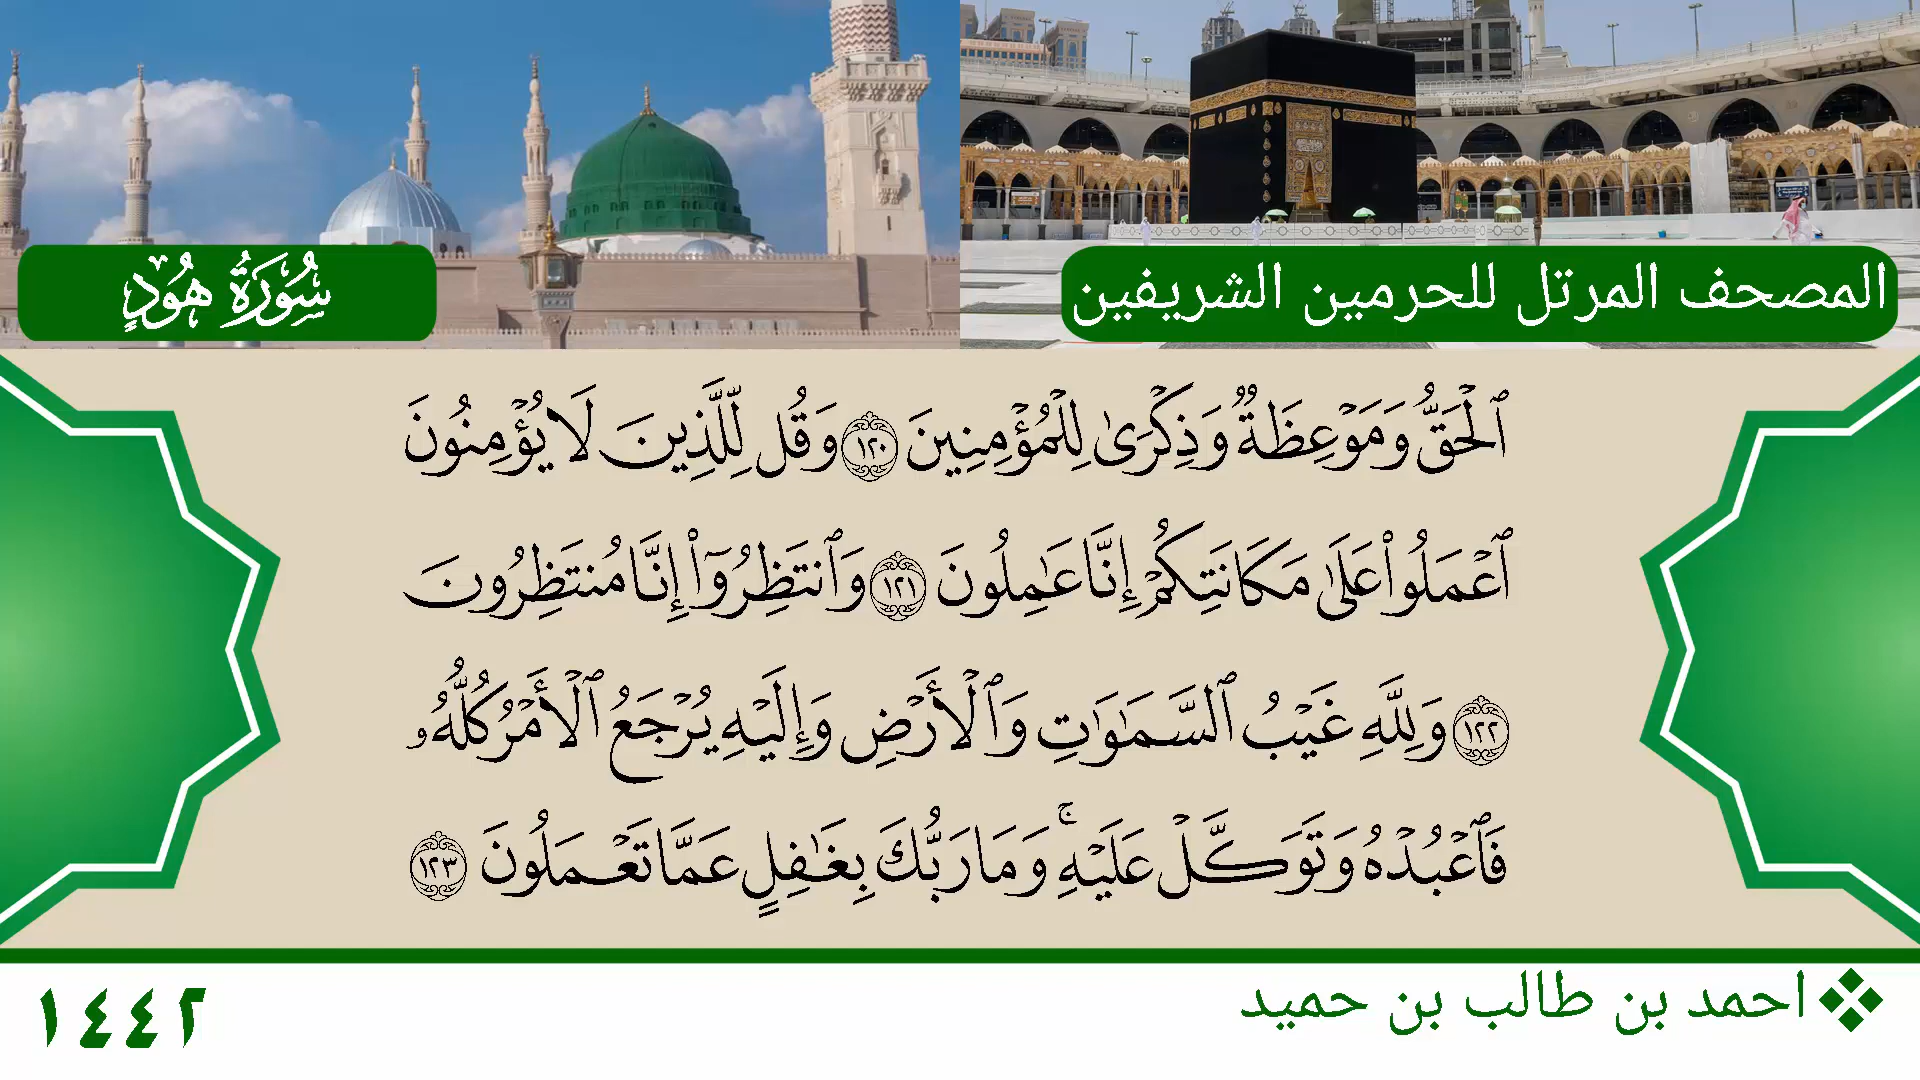 المصحف المرتل للحرمين الشريفين
سُورَةُ هُودٍ
ٱلْحَقُّ وَمَوْعِظَةٌ وَذِكْرَىٰ لِلْمُؤْمِنِينَ ١٢٠ وَقُل لِّلَّذِينَ لَا يُؤْمِنُونَ
ٱعْمَلُوا۟ عَلَىٰ مَكَانَتِكُمْ إِنَّا عَٰمِلُونَ ١٢١ وَٱنتَظِرُوٓا۟ إِنَّا مُنتَظِرُونَ
١٢٢ وَلِلَّهِ غَيْبُ ٱلسَّمَٰوَٰتِ وَٱلْأَرْضِ وَإِلَيْهِ يُرْجَعُ ٱلْأَمْرُ كُلُّهُۥ
فَٱعْبُدْهُ وَتَوَكَّلْ عَلَيْهِ ۚ وَمَا رَبُّكَ بِغَٰفِلٍ عَمَّا تَعْمَلُونَ ١٢٣
احمد بن طالب بن حميد
١٤٤٢